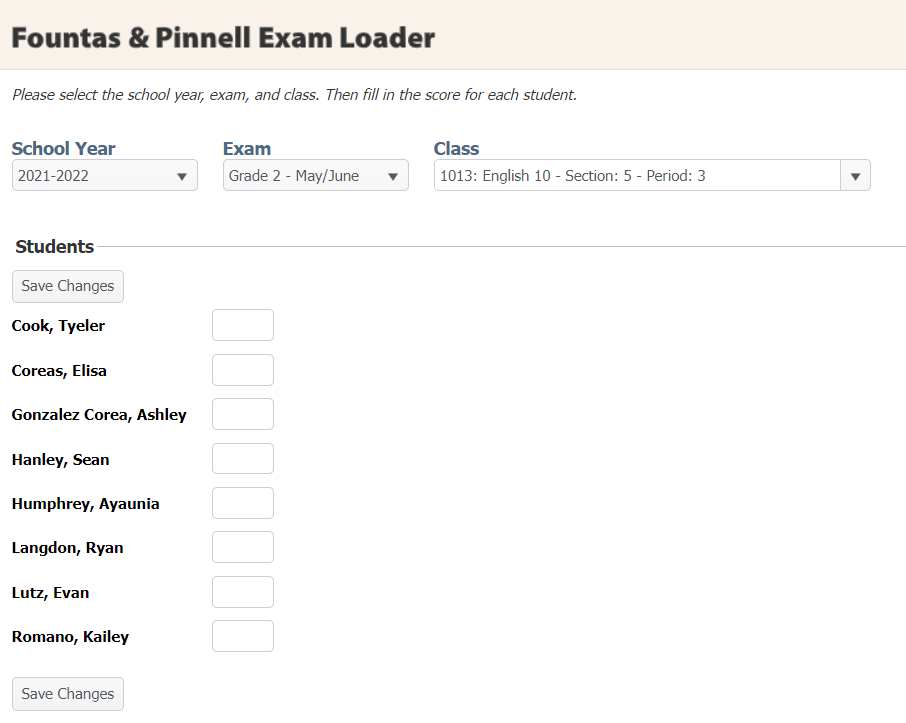 Fountas & Pinnell Exam Loader
Please select the school year, exam, and class. Then fill in the score for each student.
School Year Exam Class
2021-2022 Grade 2 - May/June 1013: English 10 - Section: 5 - Period: 3
Students
Save Changes
Cook, Tyeler
Coreas, Elisa
Gonzalez Corea, Ashley
Hanley, Sean
Humphrey, Ayaunia
Langdon, Ryan
Lutz, Evan
Romano, Kailey
Save Changes